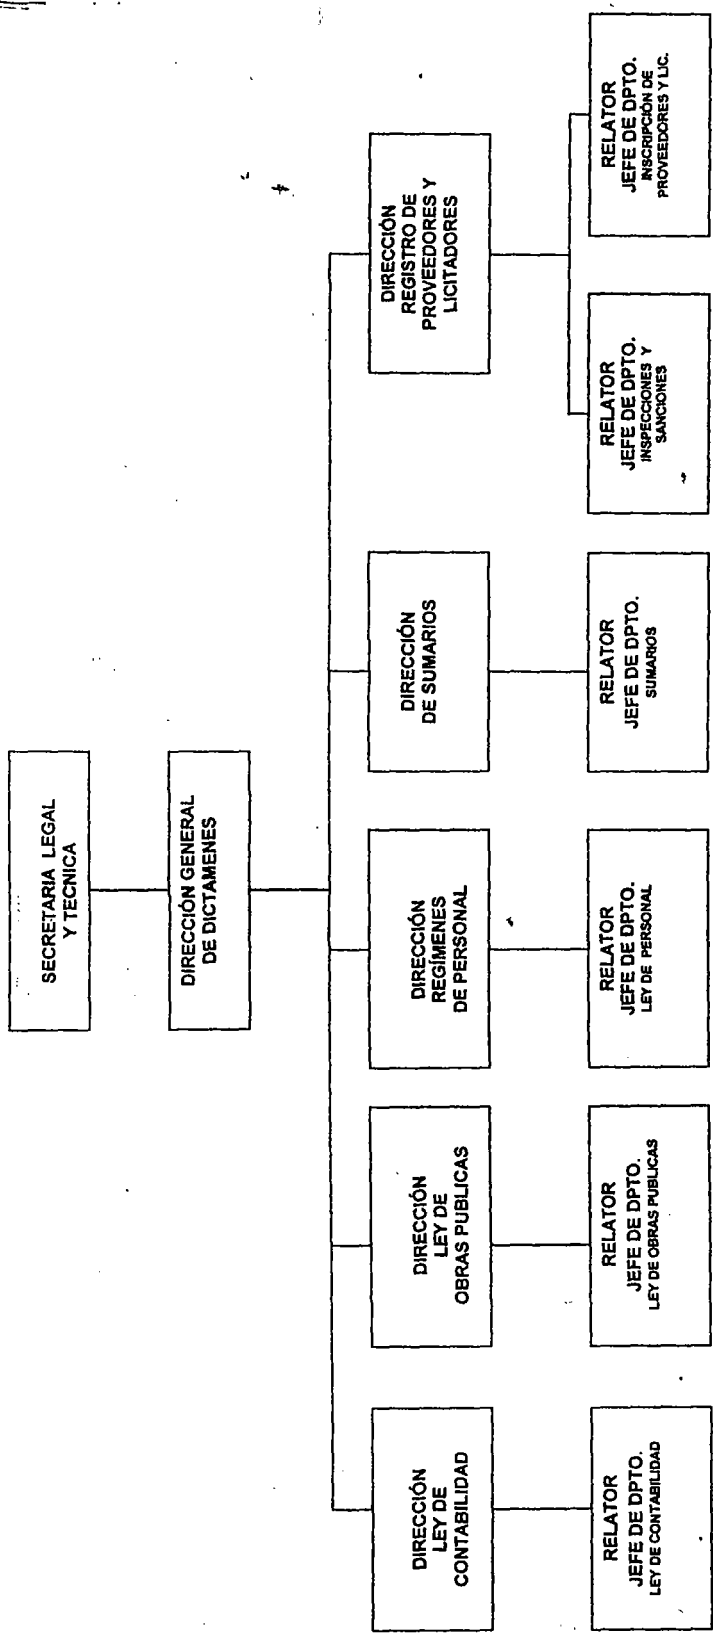 SECRETARIA LEGAL
Y TECNICA
DIRECCIÓN GENERAL
DE DICTAMENES
DIRECCIÓN
LEY DE
CONTABILIDAD
DIRECCIÓN
LEY DE
OBRAS PUBLICAS
DIRECCIÓN
REGÍMENES
DE PERSONAL
DIRECCIÓN
DE SUMARIOS
DIRECCIÓN
REGISTRO DE
PROVEEDORES Y
LICITADORES
RELATOR
JEFE DE DPTO.
LEY DE CONTABILIDAD
RELATOR
JEFE DE DPTO.
LEY DE OBRAS PUBLICAS
RELATOR
JEFE DE DPTO.
LEY DE PERSONAL
RELATOR
JEFE DE DPTO.
SUMARIOS
RELATOR
JEFE DE DPTO.
INSPECCIONES Y
SANCIONES
RELATOR
JEFE DE DPTO.
INSCRIPCIÓN DE
PROVEEDORES Y LIC.